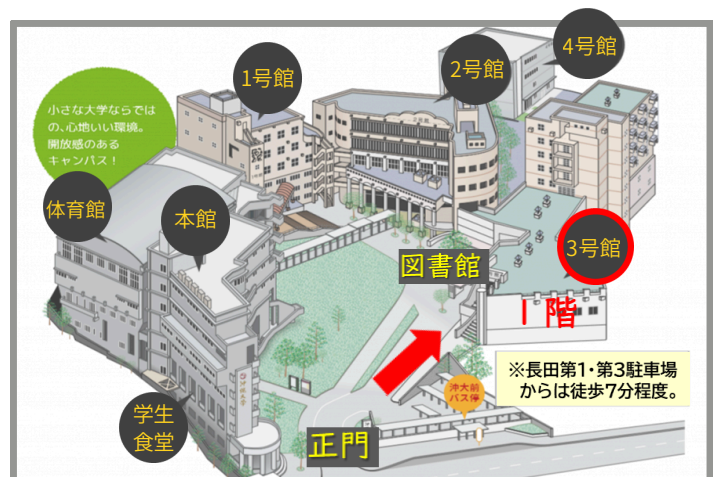 4号館
2号館
1号館
小さな大学ならでは
の、心地いい環境。
開放感のある
キャンパス！
体育館
本館
3号館
図書館
1階
※長田第1・第3駐車場
からは徒歩7分程度。
沖大前
バス停
学生
食堂
沖縄大学
正門